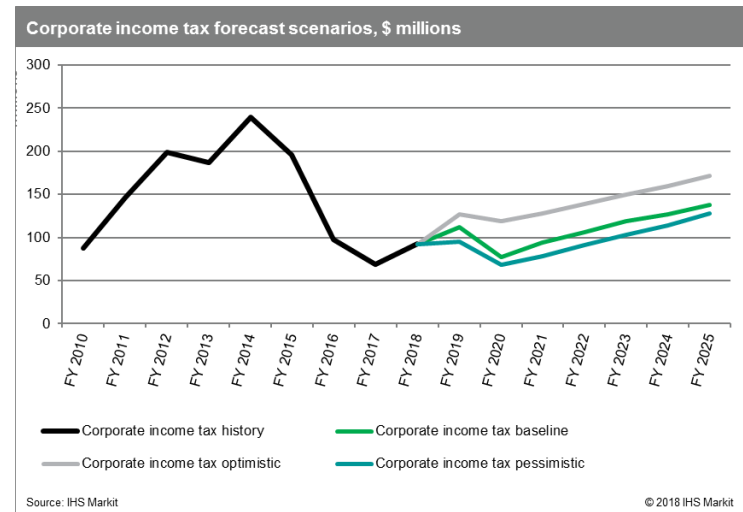 Corporate income tax forecast scenarios, $ millions
300
250
200
150
100
50
0
FY 2010
FY 2011
FY 2012
FY 2013
FY 2014
FY 2015
FY 2016
FY 2017
FY 2018
FY 2019
FY 2020
FY 2021
FY 2022
FY 2023
FY 2024
FY 2025
Corporate income tax history
Corporate income tax baseline
Corporate income tax optimistic
Corporate income tax pessimistic
Source: IHS Markit
© 2018 IHS Markit